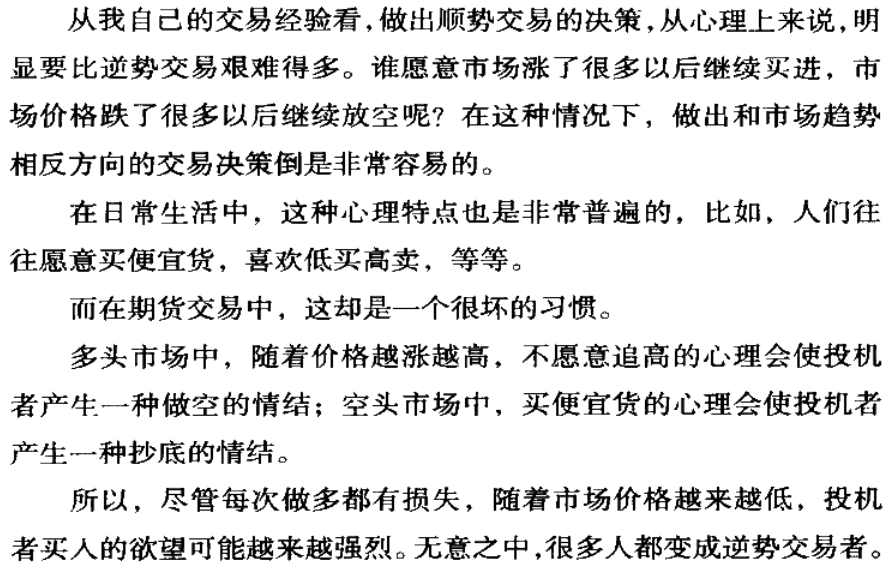 从我自己的交易经验看,做出顺势交易的决策,从心理上来说,明
显要比逆势交易艰难得多。谁愿意市场涨了很多以后继续买进，市
场价格跌了很多以后继续放空呢？在这种情况下，做出和市场趋势
相反方向的交易决策倒是非常容易的。
在日常生活中，这种心理特点也是非常普遍的，比如，人们往
往愿意买便宜货，喜欢低买高卖，等等。
而在期货交易中，这却是一个很坏的习惯。
多头市场中，随着价格越涨越高，不愿意追高的心理会使投机
者产生一种做空的情结；空头市场中，买便宜货的心理会使投机者
产生一种抄底的情结。
所以，尽管每次做多都有损失，随着市场价格越来越低，投机
者买入的欲望可能越来越强烈。无意之中,很多人都变成逆势交易者。